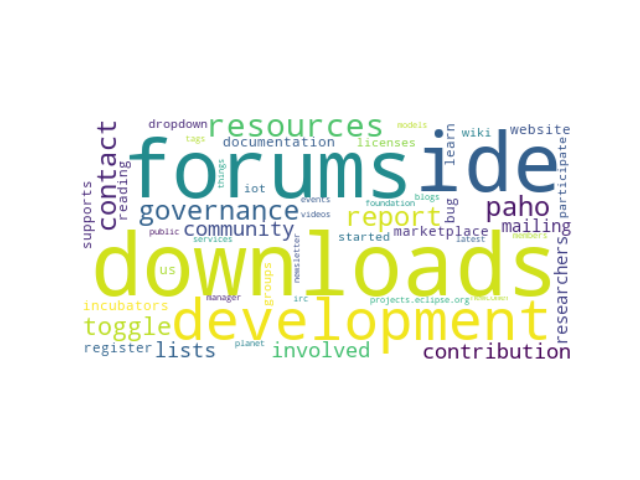 dropdown
resources
models
contact
tags
documentation
licenses
learn
wiki
website
forums
ide
participate
reading
things
iot
supports
governance
events
videos
foundation
blogs
report
bug
paho
mailing
public
community
services
started
marketplace
latest
members
downloads
us
groups
newsletter
researchers
incubators
manager
irc
projects.eclipse.org
newcomer
toggle
development
register
lists
planet
involved
contribution